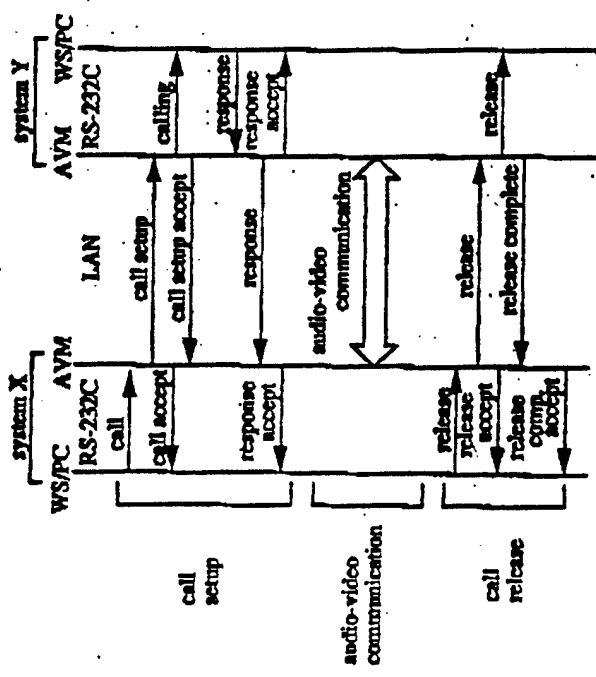 system X
system Y
WS/PC
RS-232C
AVM
LAN
AVM
RS-232C
WS/PC
call
setup
call
call accept
call setup
call setup accept
calling
response
response
accept
response
response
accept
audio-video
communication
audio-video
communication
call
release
release
release
accept
release
comp.
accept
release
release complete
release